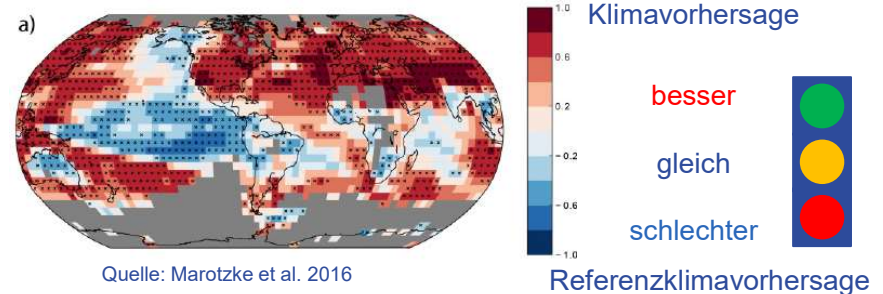 a)
Klimavorhersage
1.0
0.6
0.2
-0.2
-0.6
-1.0
besser
gleich
schlechter
Quelle: Marotzke et al. 2016
Referenzklimavorhersage